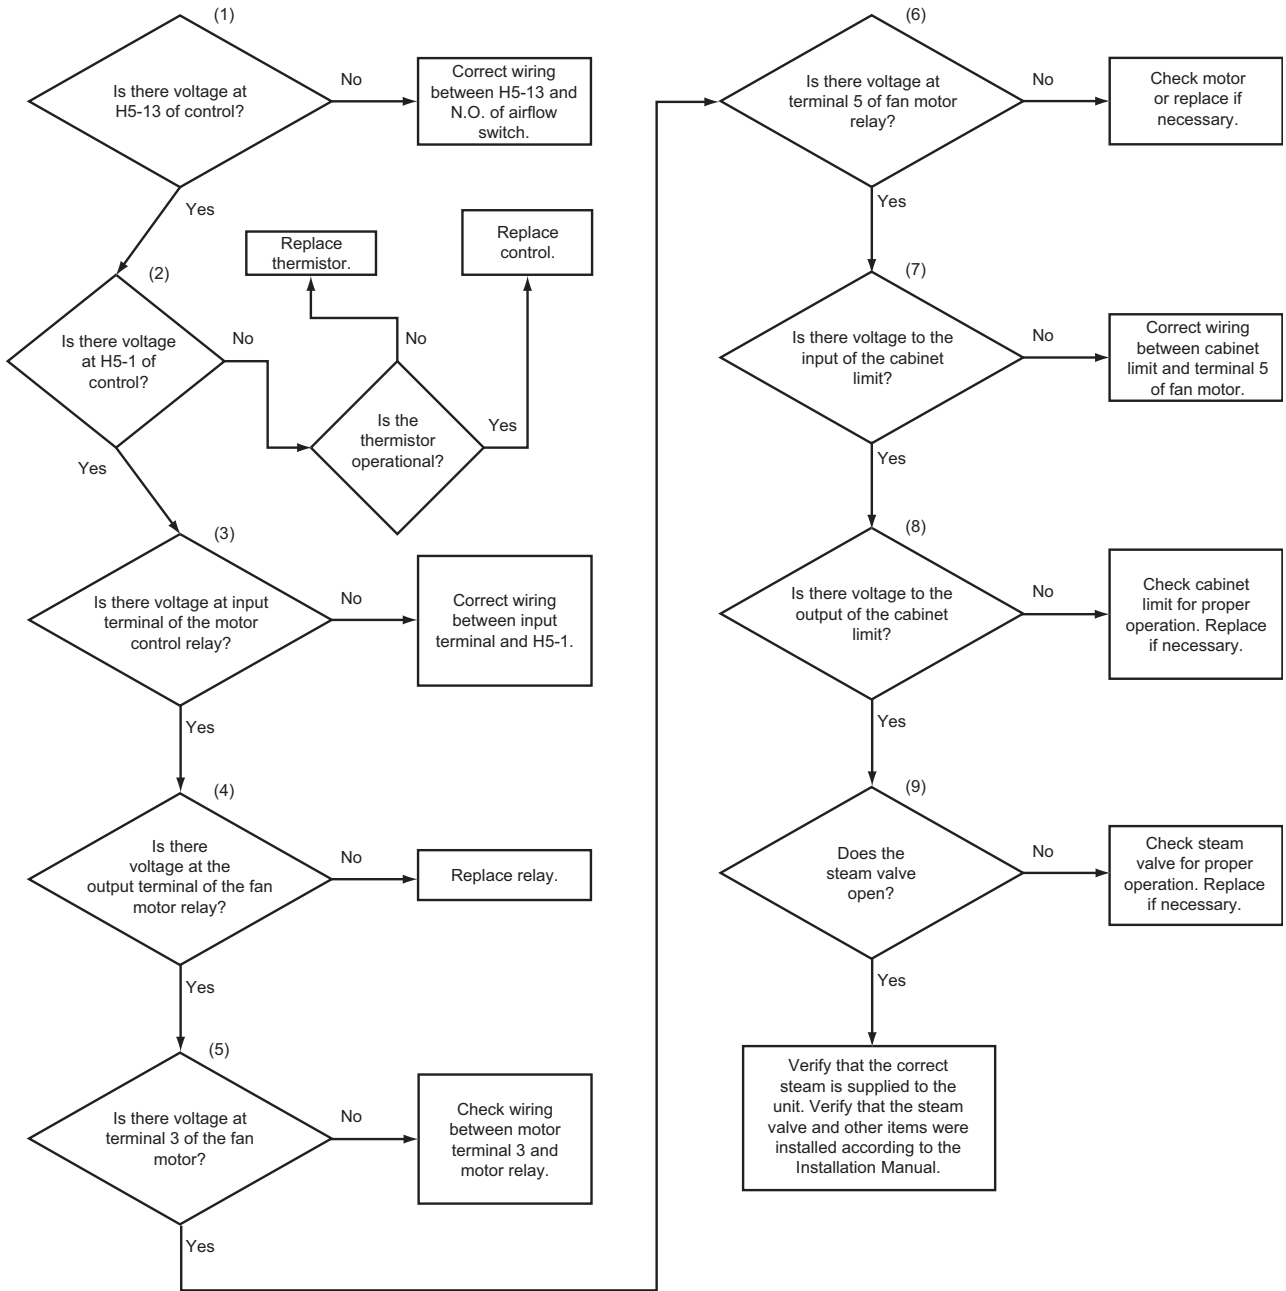 (1)
Is there voltage at
H5-13 of control?
No
Correct wiring
between H5-13 and
N.O. of airflow
switch.
Yes
(2)
Is there voltage
at H5-1 of
control?
No
Is the
thermistor
operational?
No
Replace
thermistor.
Yes
Replace
control.
Yes
(3)
Is there voltage at input
terminal of the motor
control relay?
No
Correct wiring
between input
terminal and H5-1.
Yes
(4)
Is there
voltage at the
output terminal of the fan
motor relay?
No
Replace relay.
Yes
(5)
Is there voltage at
terminal 3 of the fan
motor?
No
Check wiring
between motor
terminal 3 and
motor relay.
Yes
(6)
Is there voltage at
terminal 5 of fan motor
relay?
No
Check motor
or replace if
necessary.
Yes
(7)
Is there voltage to the
input of the cabinet
limit?
No
Correct wiring
between cabinet
limit and terminal 5
of fan motor.
Yes
(8)
Is there voltage to the
output of the cabinet
limit?
No
Check cabinet
limit for proper
operation. Replace
if necessary.
Yes
(9)
Does the
steam valve
open?
No
Check steam
valve for proper
operation. Replace
if necessary.
Yes
Verify that the correct
steam is supplied to the
unit. Verify that the steam
valve and other items were
installed according to the
Installation Manual.